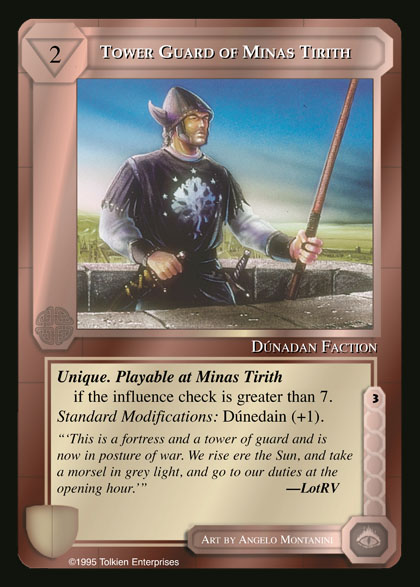 2
TOWER GUARD OF MINAS TIRITH
DÚNADAN FACTION
Unique. Playable at Minas Tirith
if the influence check is greater than 7.
Standard Modifications: Dúnedain (+1).
“‘This is a fortress and a tower of guard and is
now in posture of war. We rise ere the Sun, and take
a morsel in grey light, and go to our duties at the
opening hour.’” —LotRV
3
ART BY ANGELO MONTANINI
©1995 Tolkien Enterprises